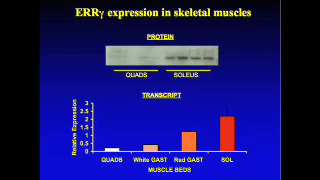 ERRγ expression in skeletal muscles
PROTEIN
QUADS SOLEUS
TRANSCRIPT
Relative Expression
3
2.5
2
1.5
1
0.5
0
QUADS White GAST Red GAST SOL
MUSCLE BEDS